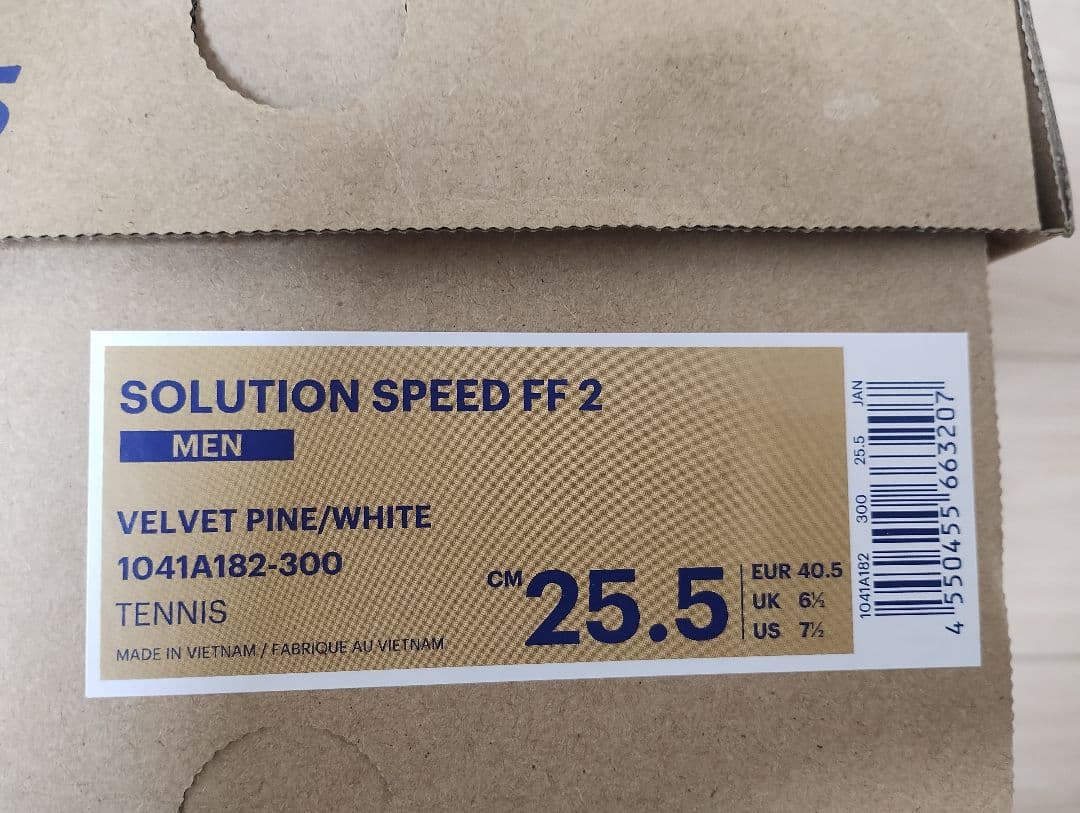 SOLUTION SPEED FF 2
MEN
VELVET PINE/WHITE
1041A182-300
TENNIS
MADE IN VIETNAM / FABRIQUE AU VIETNAM
CM 25.5
EUR 40.5
UK 6½
US 7½
1041A182 300 25.5 JAN
4 550455 663207